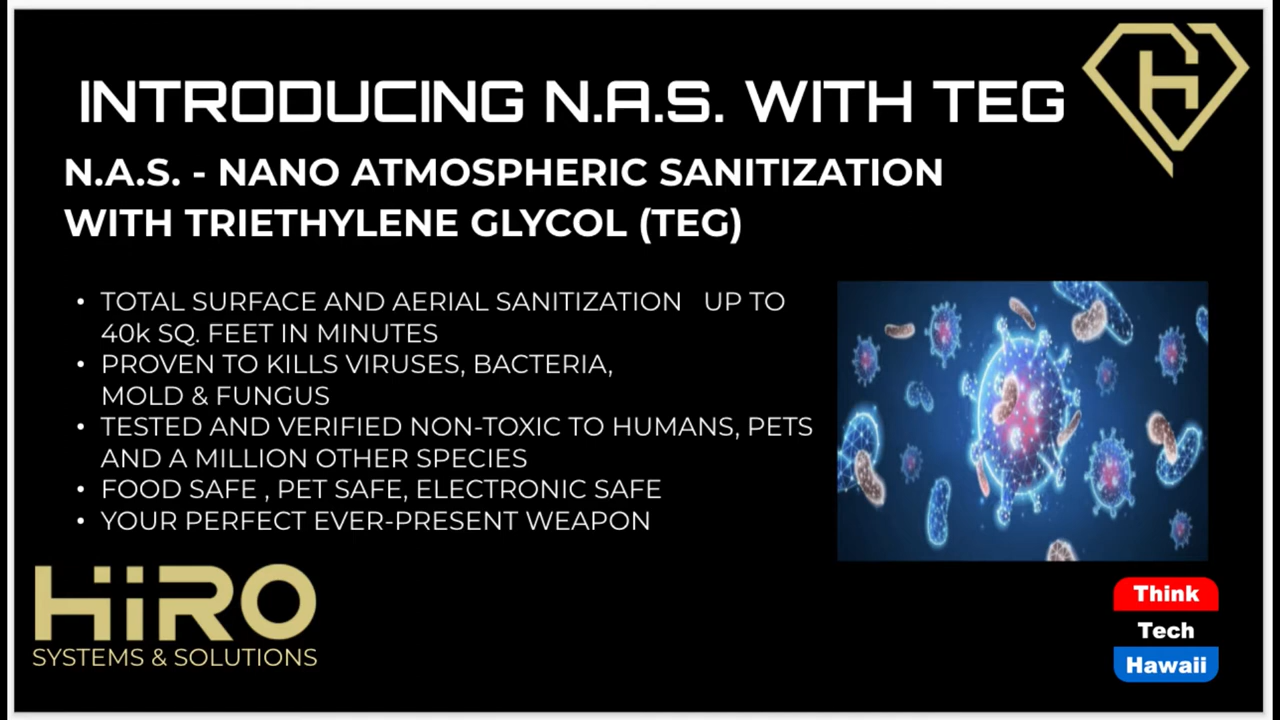 INTRODUCING N.A.S. WITH TEG
N.A.S. - NANO ATMOSPHERIC SANITIZATION
WITH TRIETHYLENE GLYCOL (TEG)
• TOTAL SURFACE AND AERIAL SANITIZATION UP TO
40k SQ. FEET IN MINUTES
• PROVEN TO KILLS VIRUSES, BACTERIA,
MOLD & FUNGUS
• TESTED AND VERIFIED NON-TOXIC TO HUMANS, PETS
AND A MILLION OTHER SPECIES
• FOOD SAFE , PET SAFE, ELECTRONIC SAFE
• YOUR PERFECT EVER-PRESENT WEAPON
HiRO
SYSTEMS & SOLUTIONS
Think
Tech
Hawaii